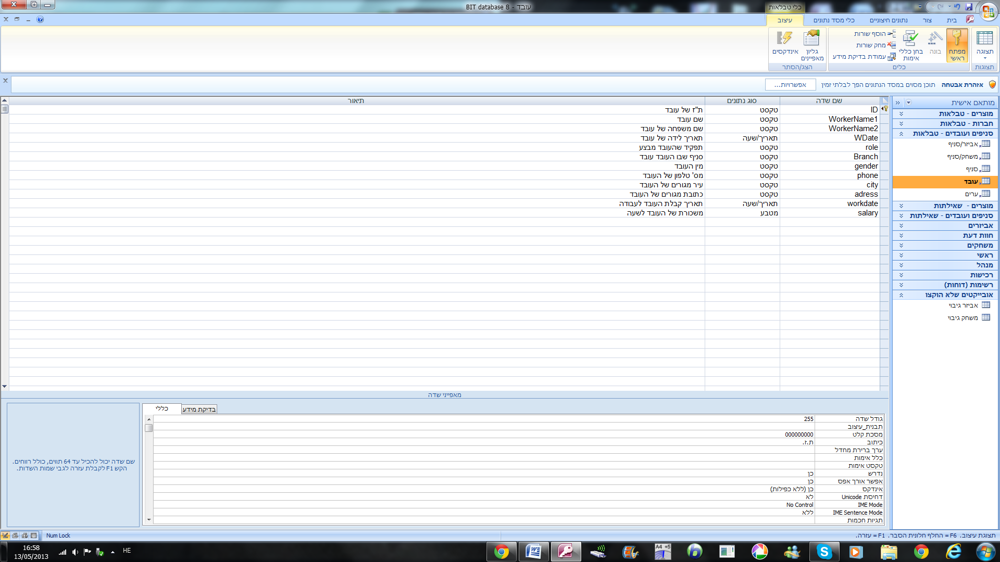 עובד - BIT database 8
כלי טבלאות
בית
צור
נתונים חיצוניים
כלי מסד נתונים
עיצוב
תצוגה
תצוגות
מפתח ראשי
בונה
בחן כללי אימות
הוסף שורות
מחק שורות
עמודת בדיקת מידע
כלים
גליון מאפיינים
אינדקסים
הצג/הסתר
אזהרת אבטחה תוכן מסוים במסד הנתונים הפך לבלתי זמין אפשרויות...
מותאם אישית
מוצרים - טבלאות
חברות - טבלאות
סניפים ועובדים - טבלאות
אביזר/סניף
משחק/סניף
סניף
עובד
ערים
מוצרים - שאילתות
סניפים ועובדים - שאילתות
אביזרים
חוות דעת
משחקים
ראשי
מנהל
רכישות
רשימות (דוחות)
אובייקטים שלא הוקצו
אביזר גיבוי
משחק גיבוי
שם שדה סוג נתונים תיאור
ID טקסט ת"ז של עובד
WorkerName1 טקסט שם עובד
WorkerName2 טקסט שם משפחה של עובד
WDate תאריך/שעה תאריך לידה של עובד
role טקסט תפקיד שהעובד מבצע
Branch טקסט סניף שבו העובד עובד
gender טקסט מין העובד
phone טקסט מס' טלפון של העובד
city טקסט עיר מגורים של העובד
adress טקסט כתובת מגורים של העובד
workdate תאריך/שעה תאריך קבלת העובד לעבודה
salary מטבע משכורת של העובד לשעה
מאפייני שדה
כללי
בדיקת מידע
גודל שדה 255
תבנית_עיצוב
מסכת קלט 000000000
כיתוב ת.ז.
ערך ברירת מחדל
כלל אימות
טקסט אימות
נדרש כן
אפשר אורך אפס כן
אינדקס כן (ללא כפילות)
דחיסת Unicode לא
IME Mode No Control
IME Sentence Mode ללא
תגיות חכמות
שם שדה יכול להכיל עד 64 תווים, כולל רווחים.
הקש F1 לקבלת עזרה לגבי שמות השדות.
תצוגת עיצוב. F6 = החלף חלונית הסבר. F1 = עזרה.
Num Lock
A4 +5
HE
16:58
13/05/2013